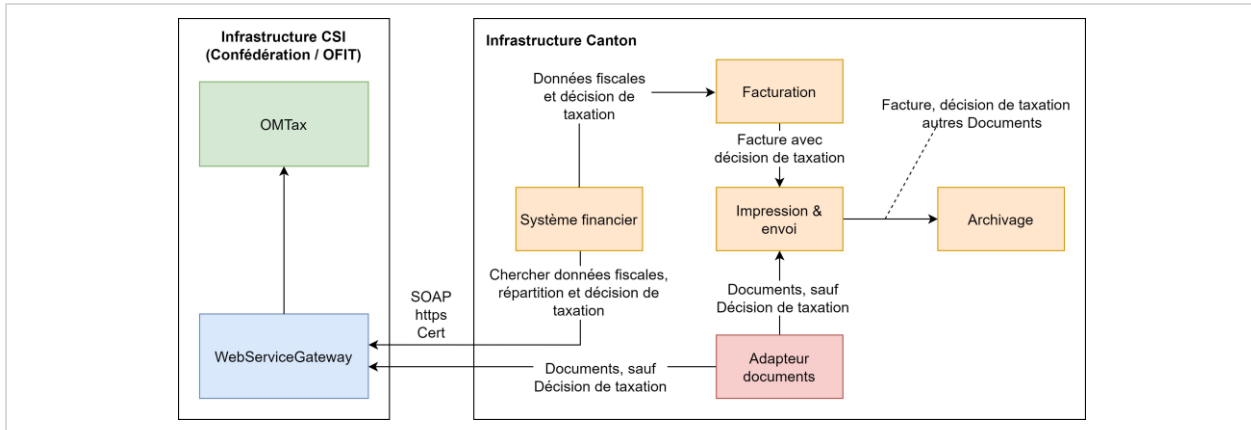 Infrastructure CSI
(Confédération / OFIT)
OMTax
WebServiceGateway
SOAP
https
Cert
Infrastructure Canton
Données fiscales
et décision de
taxation
Facturation
Facture, décision de taxation
autres Documents
Facture avec
décision de taxation
Système financier
Impression &
envoi
Archivage
Chercher données fiscales,
répartition et décision de
taxation
Documents, sauf
Décision de taxation
Documents, sauf
Décision de taxation
Adapteur
documents